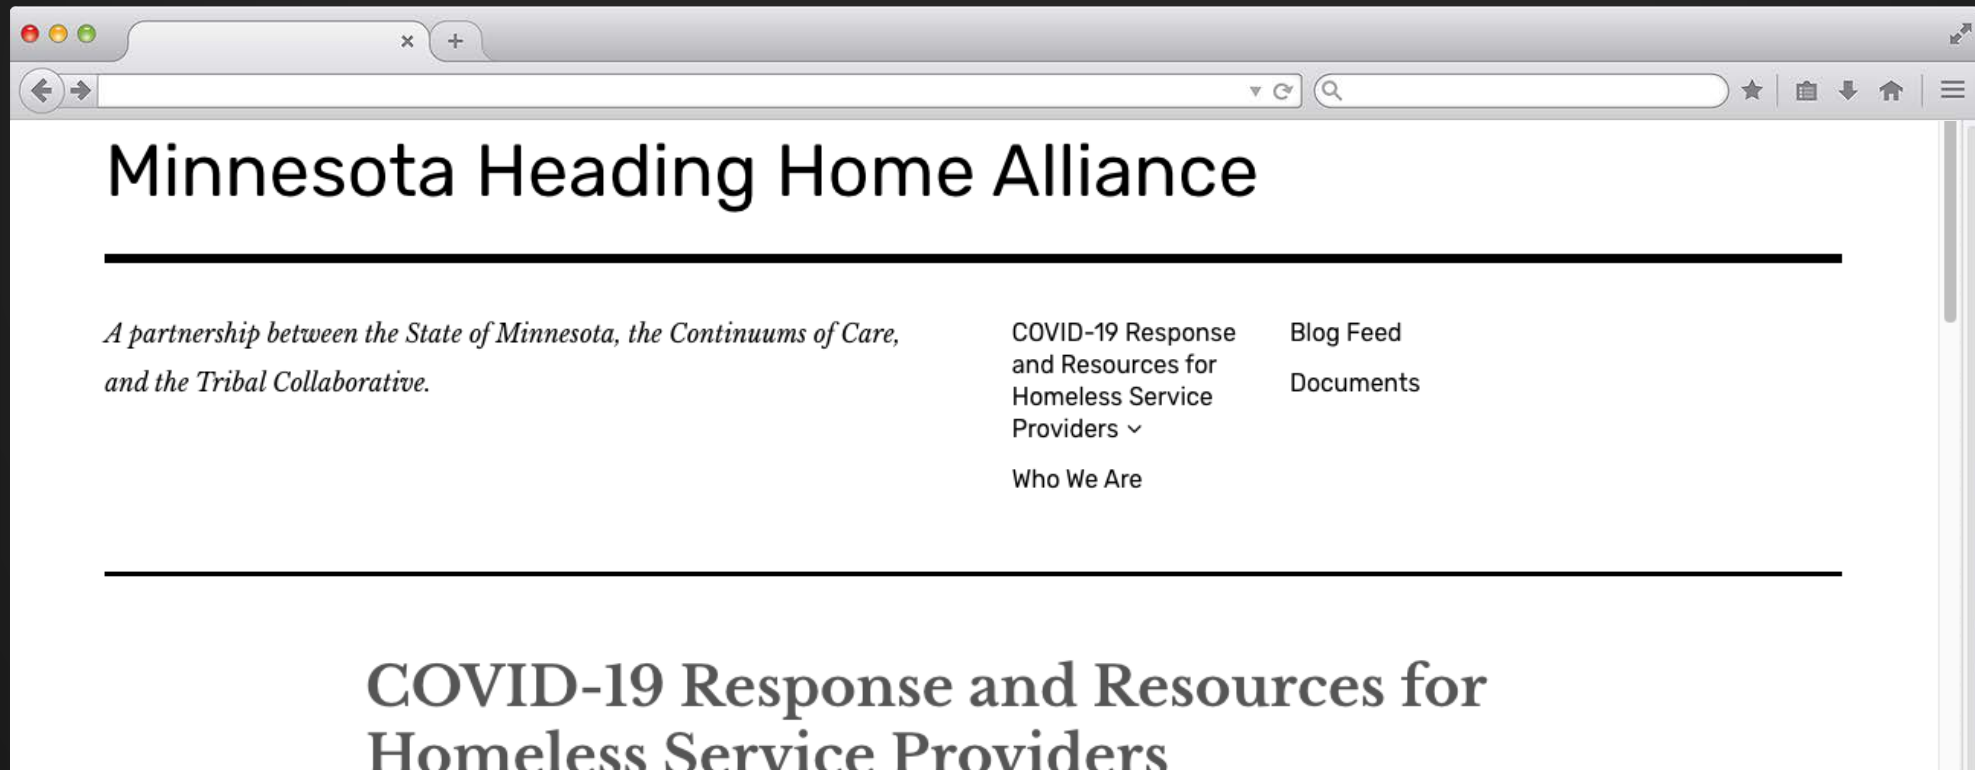 Minnesota Heading Home Alliance
A partnership between the State of Minnesota, the Continuums of Care,
and the Tribal Collaborative.
COVID-19 Response
and Resources for
Homeless Service
Providers
Who We Are
Blog Feed
Documents
COVID-19 Response and Resources for
Homeless Service Providers